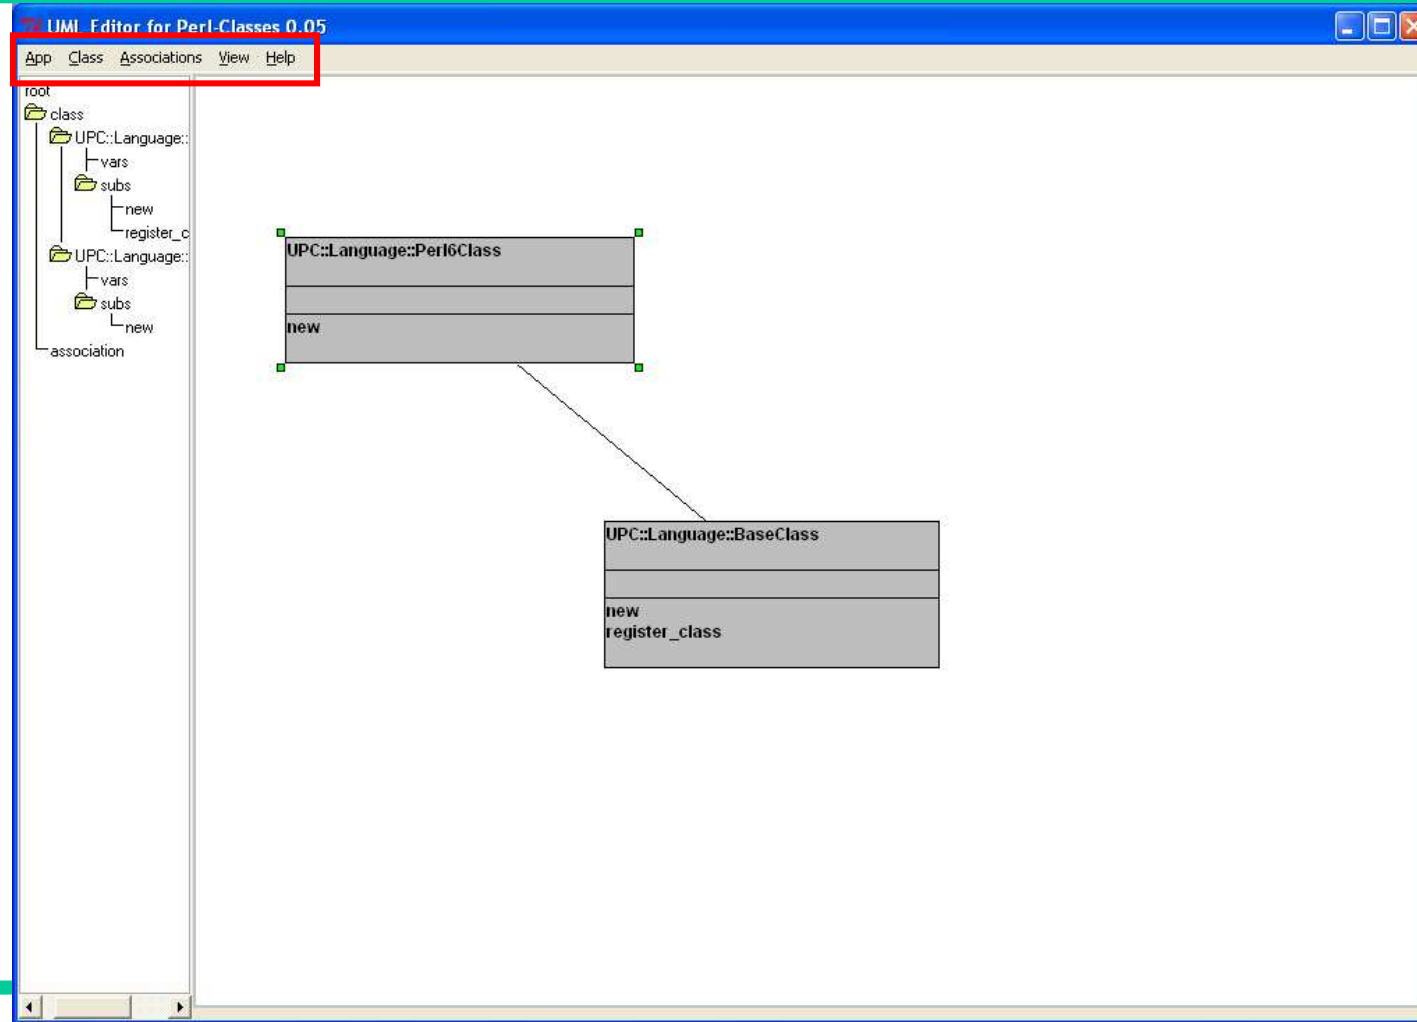 UML Editor for Perl-Classes 0.05
App Class Associations View Help
root
class
UPC::Language::
vars
subs
new
register_c
UPC::Language::
vars
subs
new
association
UPC::Language::Perl6Class
new
UPC::Language::BaseClass
new
register_class